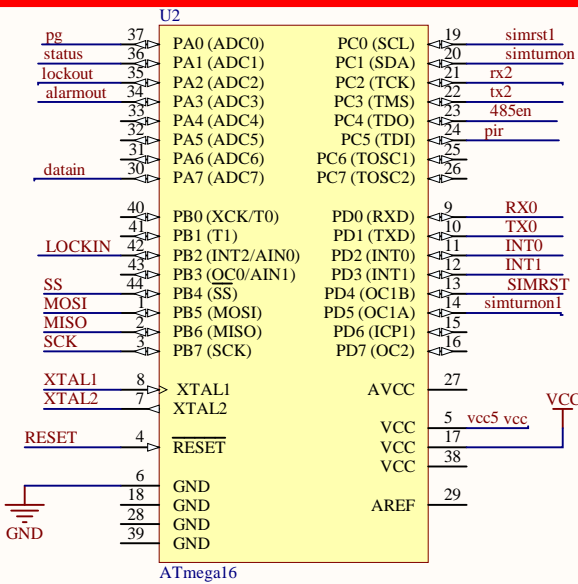 U2
pg 37 PA0 (ADC0) PC0 (SCL) 19 simrst1
status 36 PA1 (ADC1) PC1 (SDA) 20 simturnon
lockout 35 PA2 (ADC2) PC2 (TCK) 21 rx2
alarmout 34 PA3 (ADC3) PC3 (TMS) 22 tx2
33 PA4 (ADC4) PC4 (TDO) 23 485en
32 PA5 (ADC5) PC5 (TDI) 24 pir
31 PA6 (ADC6) PC6 (TOSC1) 25
datain 30 PA7 (ADC7) PC7 (TOSC2) 26
40 PB0 (XCK/T0) PD0 (RXD) 9 RX0
41 PB1 (T1) PD1 (TXD) 10 TX0
LOCKIN 42 PB2 (INT2/AIN0) PD2 (INT0) 11 INT0
43 PB3 (OC0/AIN1) PD3 (INT1) 12 INT1
SS 44 PB4 (SS) PD4 (OC1B) 13 SIMRST
MOSI 1 PB5 (MOSI) PD5 (OC1A) 14 simturnon1
MISO 2 PB6 (MISO) PD6 (ICP1) 15
SCK 3 PB7 (SCK) PD7 (OC2) 16
XTAL1 8 XTAL1 AVCC 27
XTAL2 7 XTAL2 VCC
VCC 5 vcc5 vcc
RESET 4 RESET VCC 17
VCC 38
6 GND
18 GND AREF 29
28 GND
GND 39 GND
ATmega16